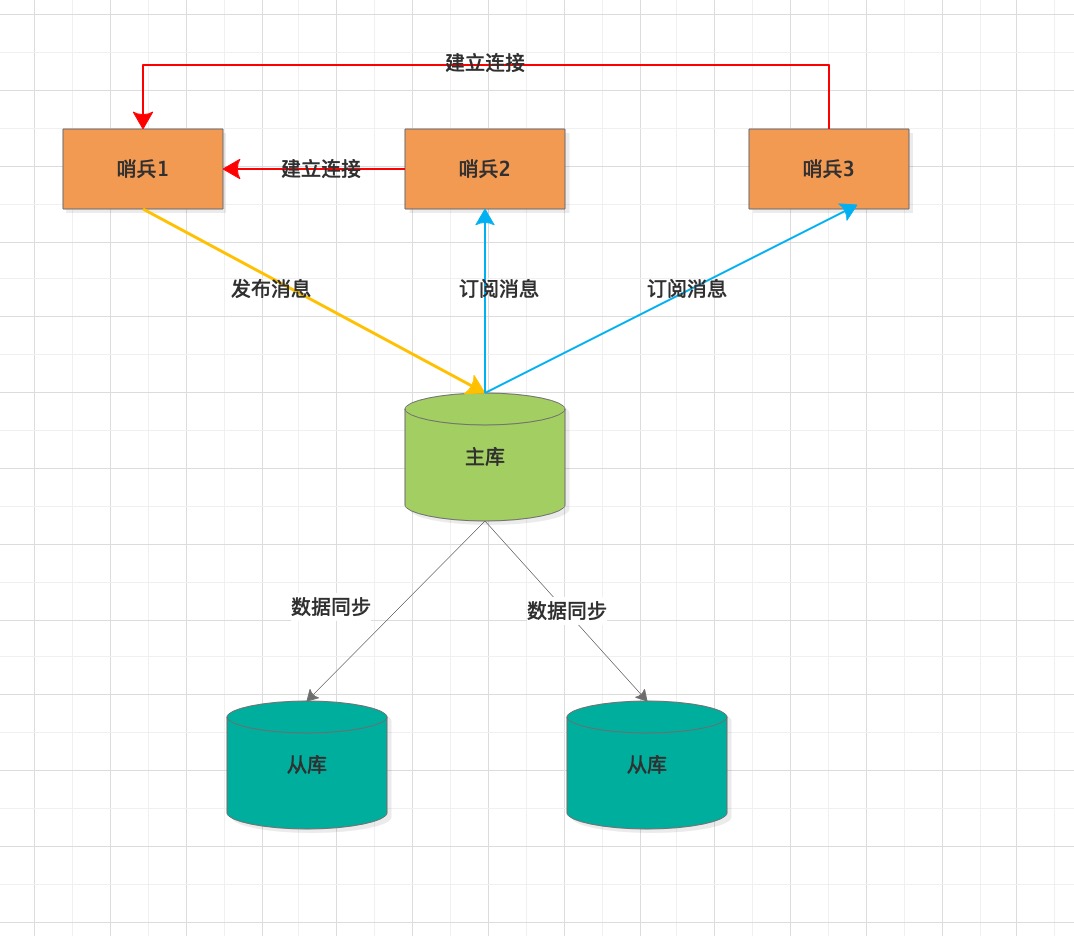 建立连接
哨兵1
建立连接
哨兵2
哨兵3
发布消息
订阅消息
订阅消息
主库
数据同步
数据同步
从库
从库